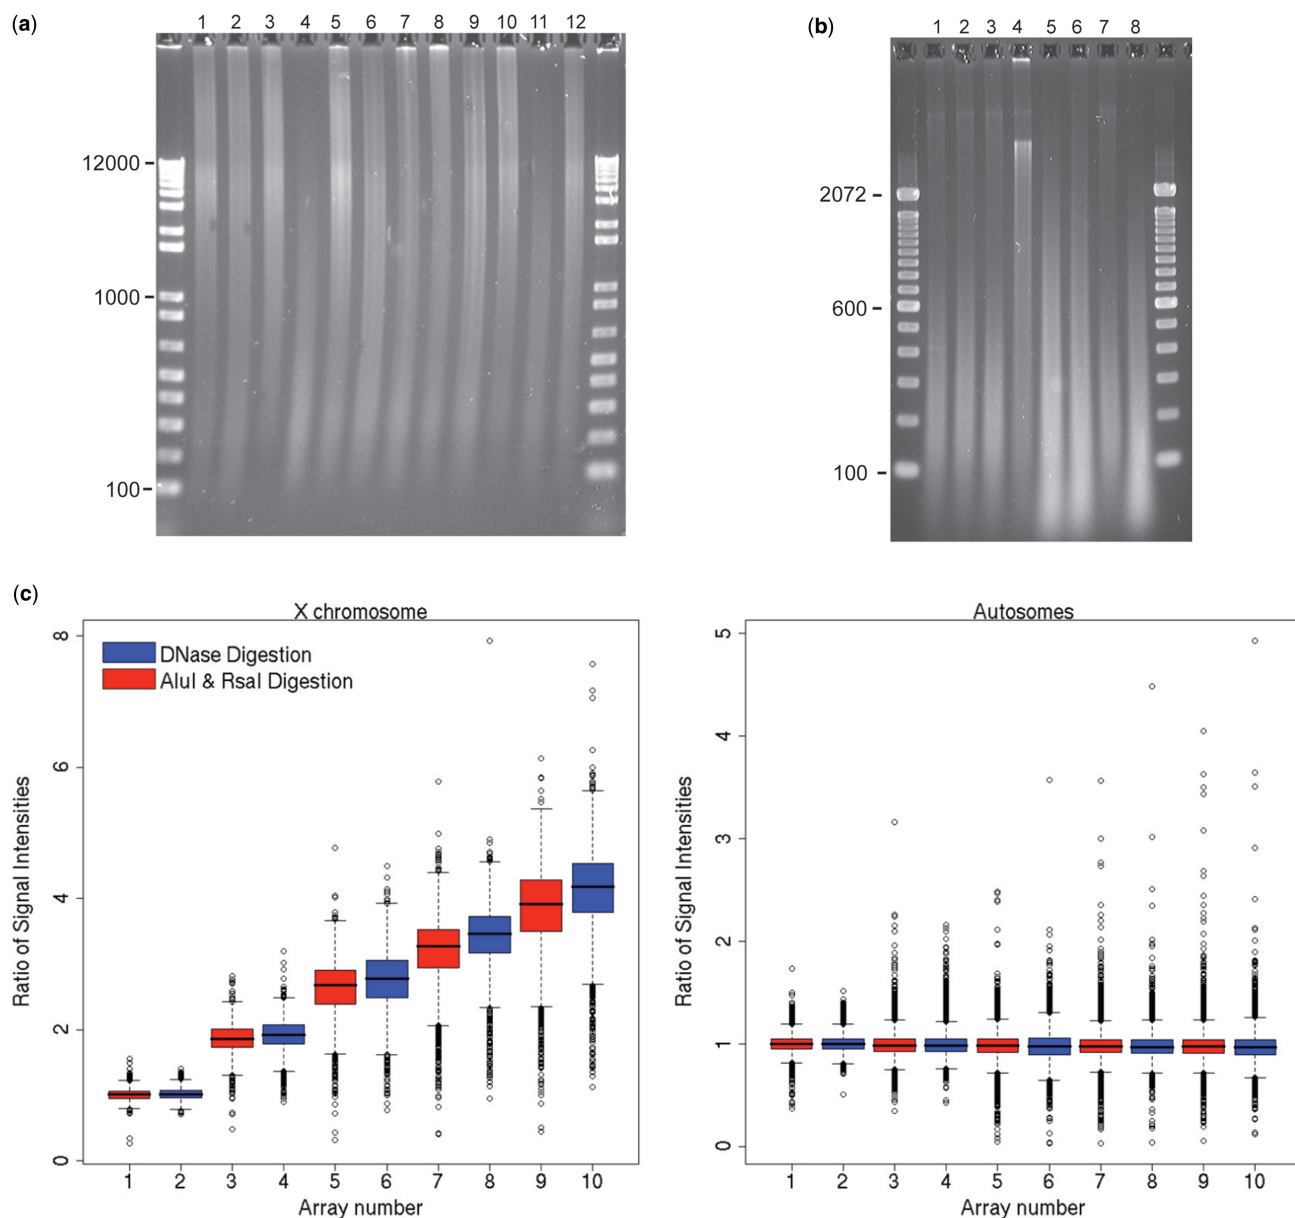 (a)
1 2 3 4 5 6 7 8 9 10 11 12
12000
1000
100
(b)
1 2 3 4 5 6 7 8
2072
600
100
(c)
X chromosome
DNase Digestion
AluI & RsaI Digestion
Ratio of Signal Intensities
8
6
4
2
0
1 2 3 4 5 6 7 8 9 10
Array number
Autosomes
Ratio of Signal Intensities
5
4
3
2
1
0
1 2 3 4 5 6 7 8 9 10
Array number